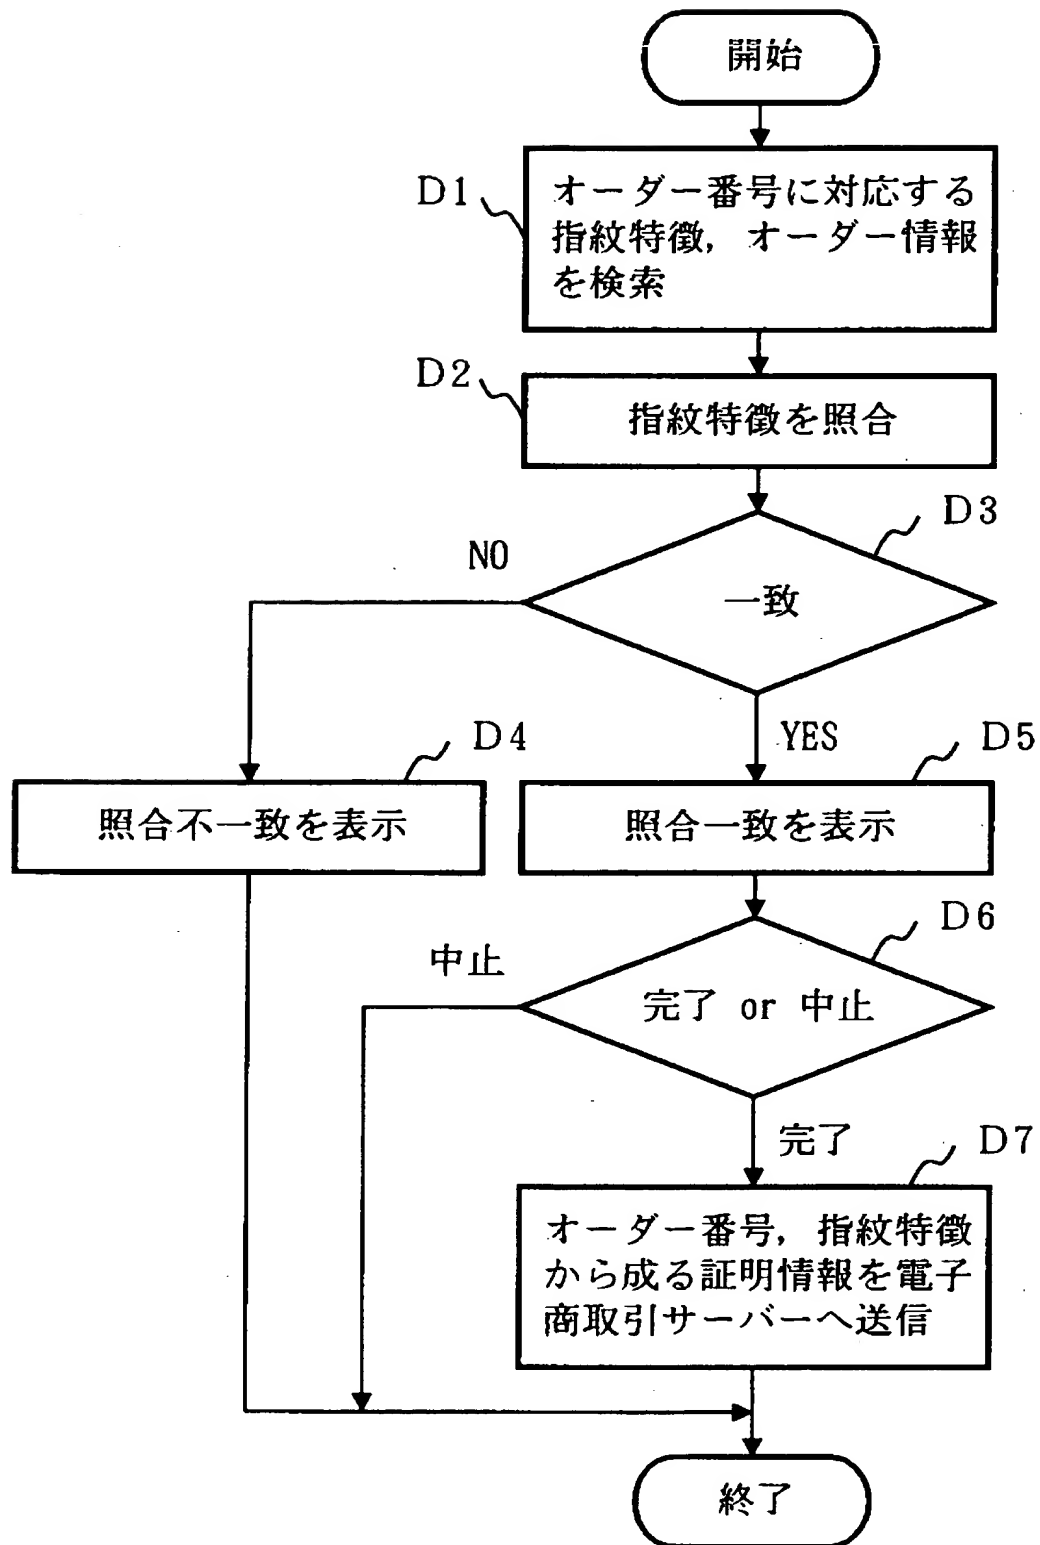 開始
D1
オーダー番号に対応する
指紋特徴，オーダー情報
を検索
D2
指紋特徴を照合
D3
NO
一致
YES
D4
D5
照合不一致を表示
照合一致を表示
D6
中止
完了 or 中止
完了
D7
オーダー番号，指紋特徴
から成る証明情報を電子
商取引サーバーへ送信
終了